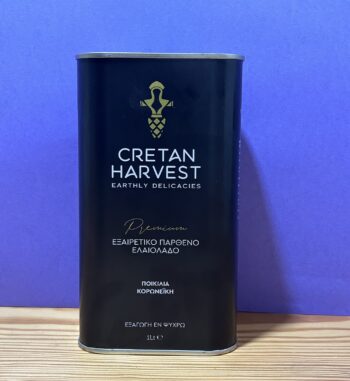 CRETAN
HARVEST
EARTHLY DELICACIES
Premium
ΕΞΑΙΡΕΤΙΚΟ ΠΑΡΘΕΝΟ
ΕΛΑΙΟΛΑΔΟ
ΠΟΙΚΙΛΙΑ
ΚΟΡΩΝΕΪΚΗ
ΕΞΑΓΩΓΗ ΕΝ ΨΥΧΡΩ
1Lt e